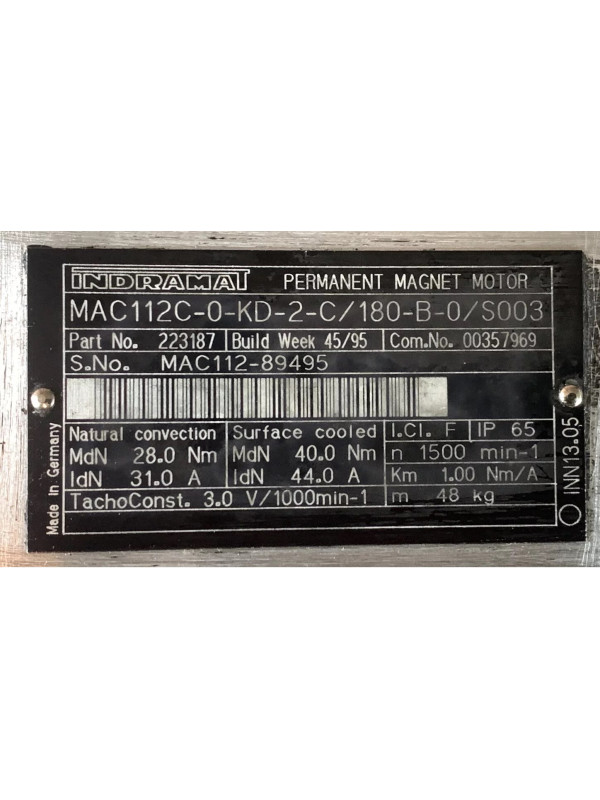 INDRAMAT PERMANENT MAGNET MOTOR
MAC112C-0-KD-2-C/180-B-0/S003
Part No. 223187 Build Week 45/95 Com.No. 00357969
S.No. MAC112-89495
Natural convection Surface cooled I.Cl. F IP 65
MdN 28.0 Nm MdN 40.0 Nm n 1500 min-1
IdN 31.0 A IdN 44.0 A Km 1.00 Nm/A
TachoConst. 3.0 V/1000min-1 m 48 kg
Made in Germany
INN13.05